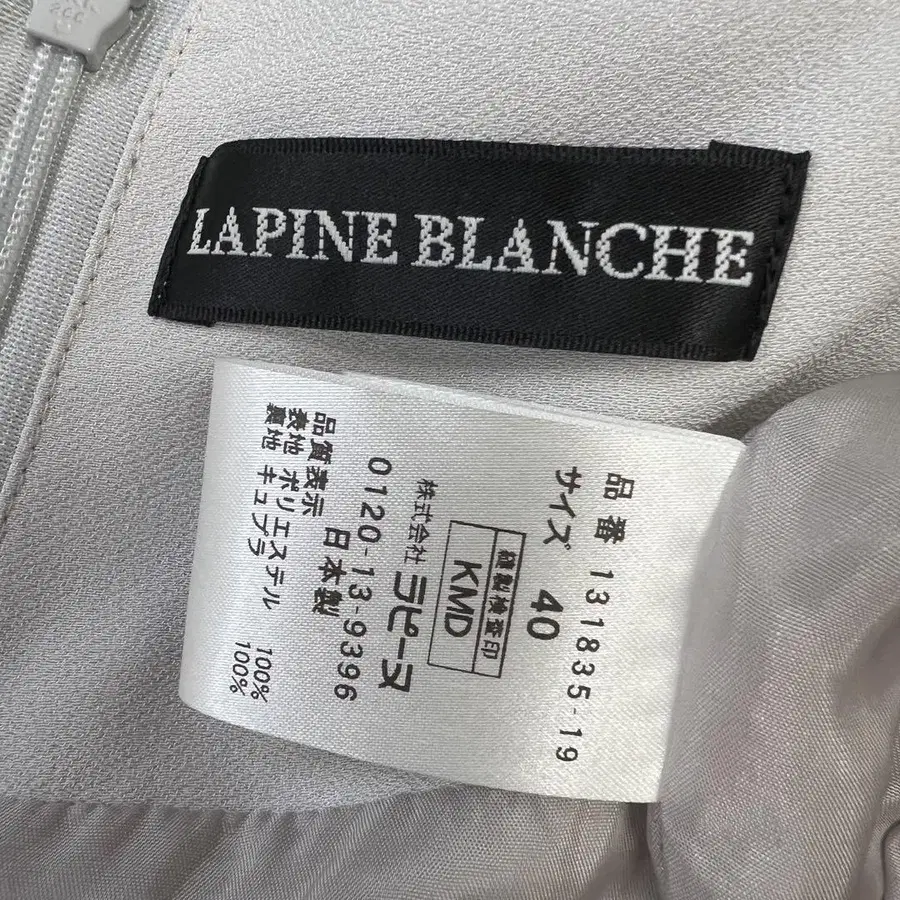 LAPINE BLANCHE
品番 131835-19
サイズ 40
縫製検査印
KMD
株式会社 ラピーヌ
0120-13-9396
日本製
品質表示
表地 ポリエステル 100%
裏地 キュプラ 100%